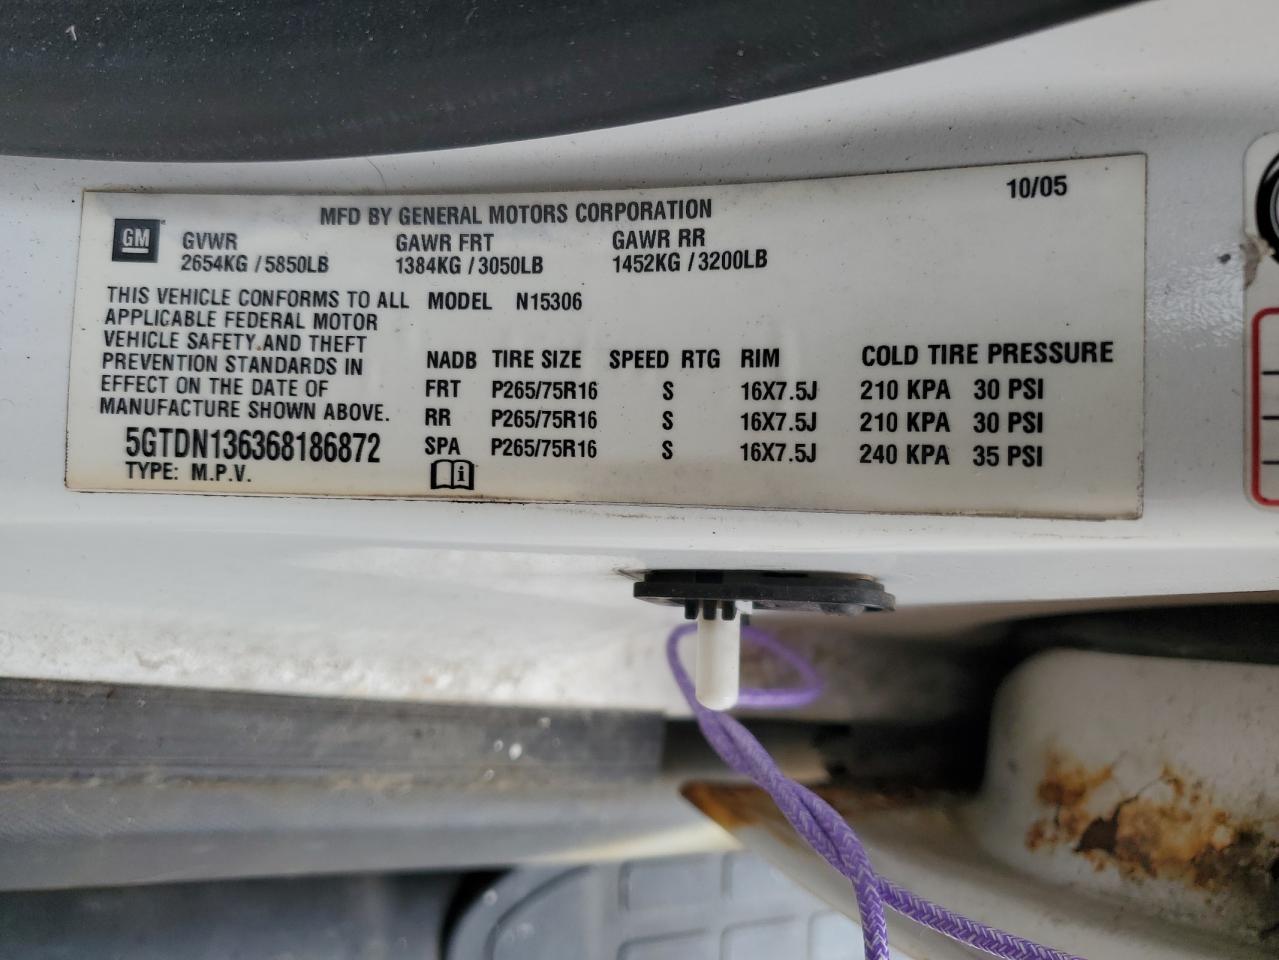 10/05
MFD BY GENERAL MOTORS CORPORATION
GM
GVWR GAWR FRT GAWR RR
2654KG / 5850LB 1384KG / 3050LB 1452KG / 3200LB
THIS VEHICLE CONFORMS TO ALL
APPLICABLE FEDERAL MOTOR
VEHICLE SAFETY AND THEFT
PREVENTION STANDARDS IN
EFFECT ON THE DATE OF
MANUFACTURE SHOWN ABOVE.
5GTDN136368186872
TYPE: M.P.V.
MODEL N15306
NADB TIRE SIZE SPEED RTG RIM COLD TIRE PRESSURE
FRT P265/75R16 S 16X7.5J 210 KPA 30 PSI
RR P265/75R16 S 16X7.5J 210 KPA 30 PSI
SPA P265/75R16 S 16X7.5J 240 KPA 35 PSI